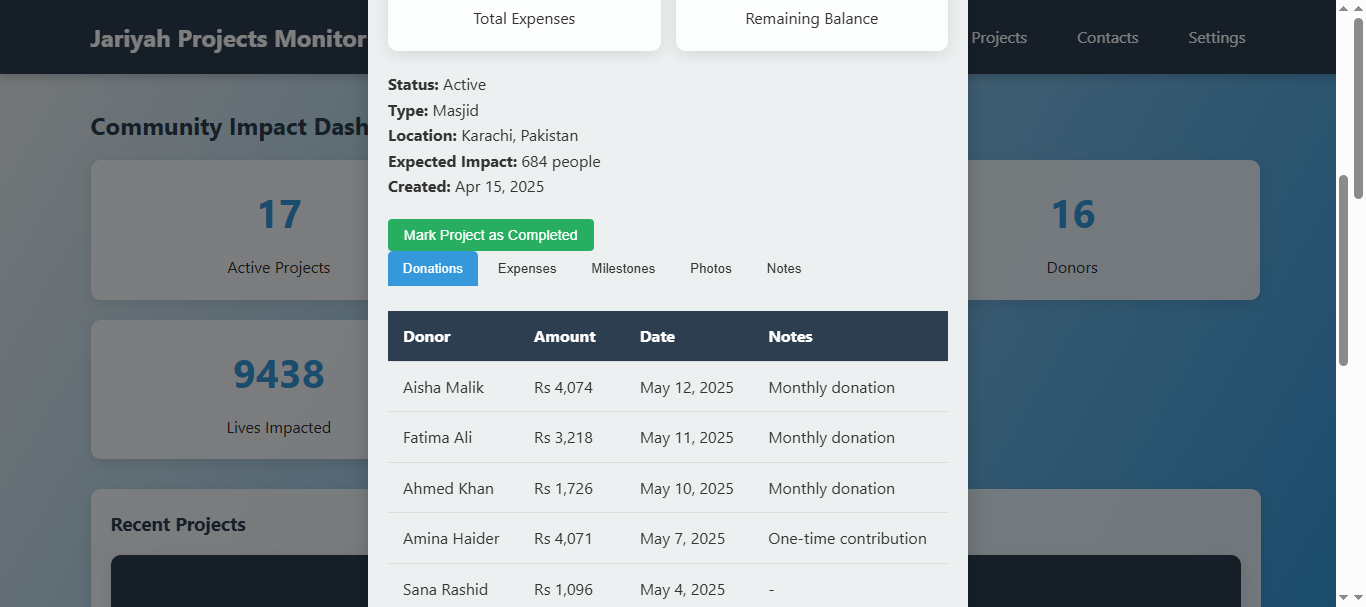 Jariyah Projects Monitor
Projects
Contacts
Settings
Total Expenses
Remaining Balance
Community Impact Dash
17
Active Projects
16
Donors
9438
Lives Impacted
Recent Projects
Status: Active
Type: Masjid
Location: Karachi, Pakistan
Expected Impact: 684 people
Created: Apr 15, 2025
Mark Project as Completed
Donations Expenses Milestones Photos Notes
Donor Amount Date Notes
Aisha Malik Rs 4,074 May 12, 2025 Monthly donation
Fatima Ali Rs 3,218 May 11, 2025 Monthly donation
Ahmed Khan Rs 1,726 May 10, 2025 Monthly donation
Amina Haider Rs 4,071 May 7, 2025 One-time contribution
Sana Rashid Rs 1,096 May 4, 2025 -